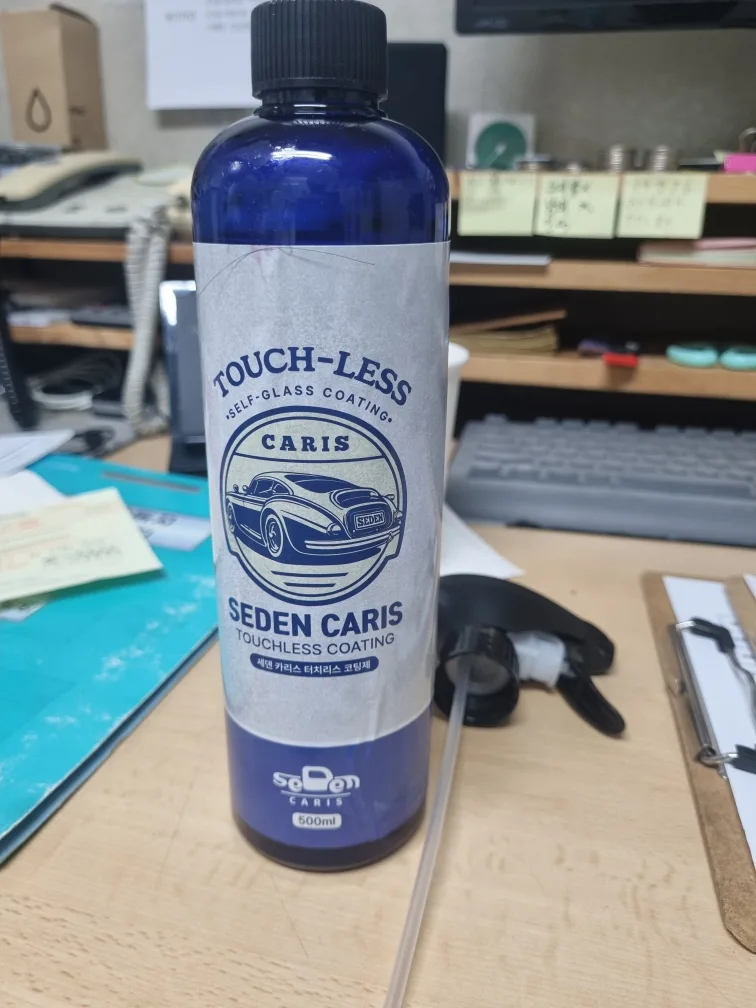 TOUCH-LESS
•SELF-GLASS COATING•
CARIS
SEDEN
SEDEN CARIS
TOUCHLESS COATING
세덴 카리스 터치리스 코팅제
seDen
CARIS
500ml